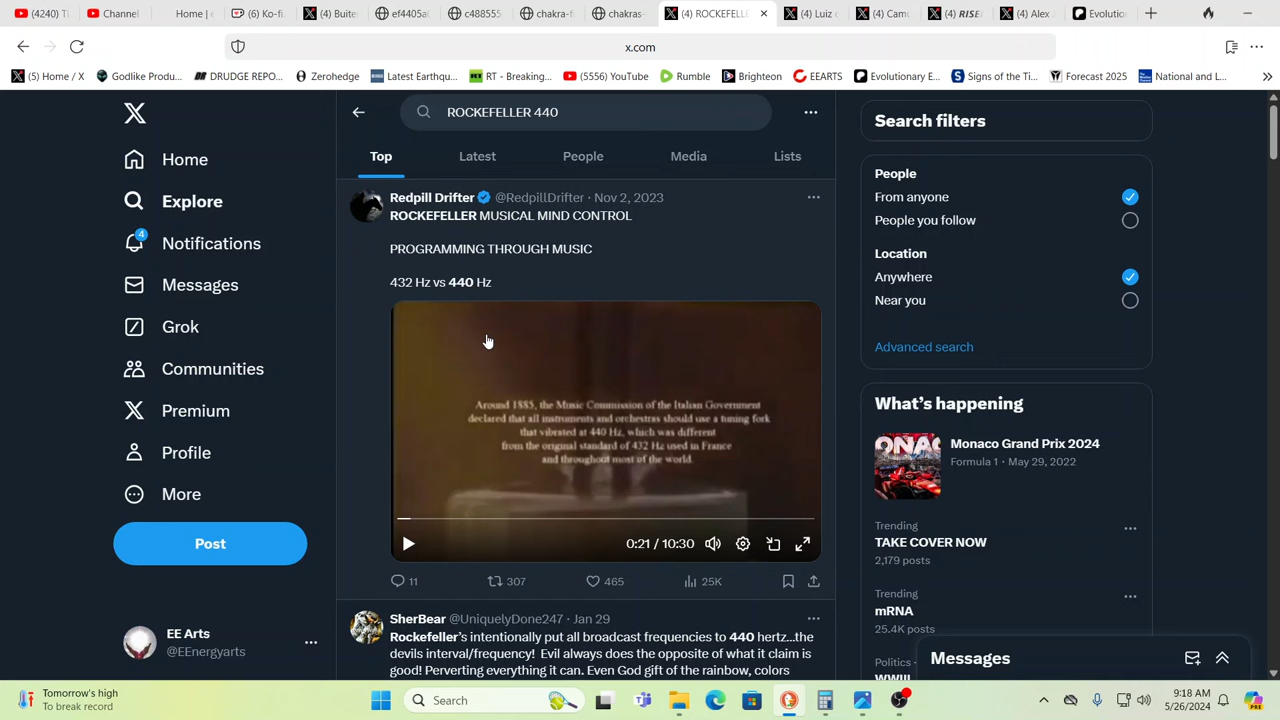 (4240)
Channel
Home | e
(6) Ko-fi
(4) Buite
ef4405a
c488555
chakra-f
chakras-
(4) ROCKEFELLE
(4) Luiz c
(4) Camu
(4) RISE
(4) Alex J
Evolution
x.com
(5) Home / X
Godlike Produ...
DRUDGE REPO...
Zerohedge
Latest Earthqu...
RT - Breaking...
(5556) YouTube
Rumble
Brighteon
EEARTS
Evolutionary E...
Signs of the Ti...
Forecast 2025
National and L...
Home
Explore
4
Notifications
Messages
Grok
Communities
Premium
Profile
More
Post
EE Arts
@EEnergyarts
ROCKEFELLER 440
Top
Latest
People
Media
Lists
Redpill Drifter @RedpillDrifter · Nov 2, 2023
ROCKEFELLER MUSICAL MIND CONTROL
PROGRAMMING THROUGH MUSIC
432 Hz vs 440 Hz
Around 1885, the Music Commission of the Italian Government
declared that all instruments and orchestras should use a tuning fork
that vibrated at 440 Hz, which was different
from the original standard of 432 Hz used in France
and throughout most of the world.
0:21 / 10:30
11
307
465
25K
SherBear @UniquelyDone247 · Jan 29
Rockefeller's intentionally put all broadcast frequencies to 440 hertz...the
devils interval/frequency! Evil always does the opposite of what it claim is
good! Perverting everything it can. Even God gift of the rainbow, colors
Search filters
People
From anyone
People you follow
Location
Anywhere
Near you
Advanced search
What's happening
Monaco Grand Prix 2024
Formula 1 · May 29, 2022
Trending
TAKE COVER NOW
2,179 posts
Trending
mRNA
25.4K posts
Politics ·
WWIII
Messages
Tomorrow's high
To break record
Search
9:18 AM
5/26/2024